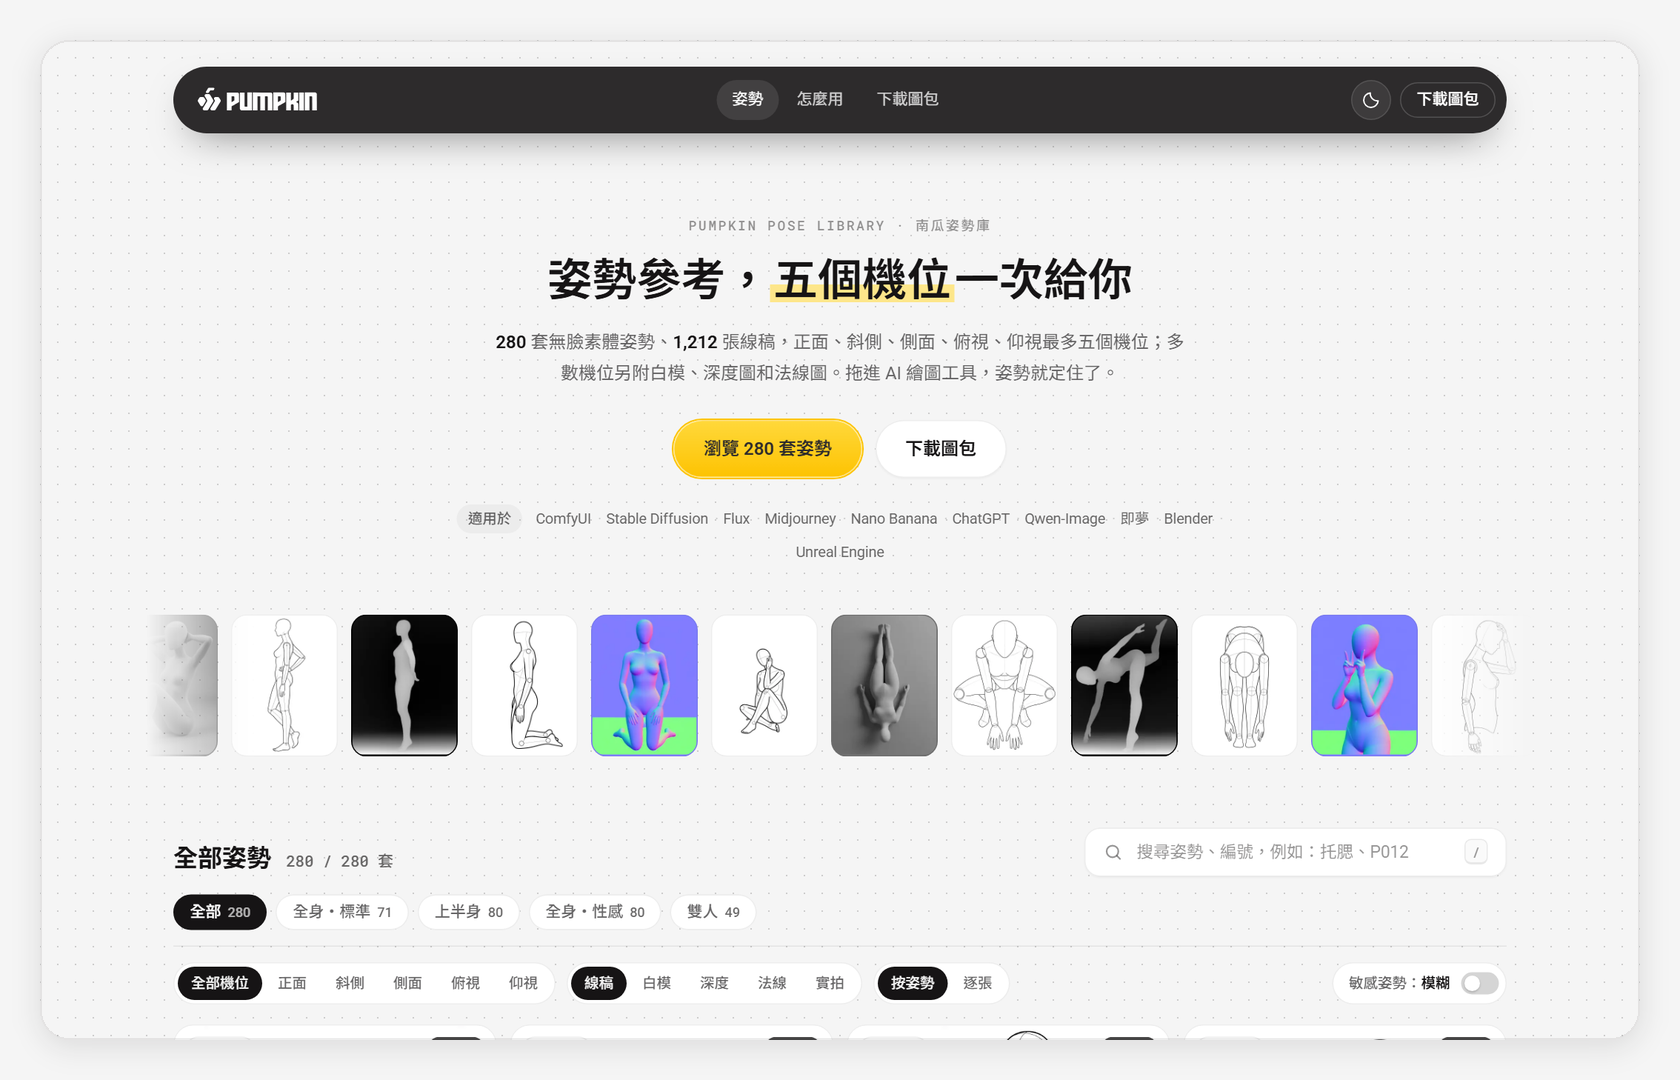 PUMPKIN
姿勢 怎麼用 下載圖包
下載圖包
PUMPKIN POSE LIBRARY · 南瓜姿勢庫
姿勢參考，五個機位一次給你
280 套無臉素體姿勢、1,212 張線稿，正面、斜側、側面、俯視、仰視最多五個機位；多
數機位另附白模、深度圖和法線圖。拖進 AI 繪圖工具，姿勢就定住了。
瀏覽 280 套姿勢 下載圖包
適用於 ComfyUI · Stable Diffusion · Flux · Midjourney · Nano Banana · ChatGPT · Qwen-Image · 即夢 · Blender ·
Unreal Engine
全部姿勢 280 / 280 套
搜尋姿勢、編號，例如：托腮、P012 /
全部 280 全身・標準 71 上半身 80 全身・性感 80 雙人 49
全部機位 正面 斜側 側面 俯視 仰視 線稿 白模 深度 法線 實拍 按姿勢 逐張 敏感姿勢：模糊